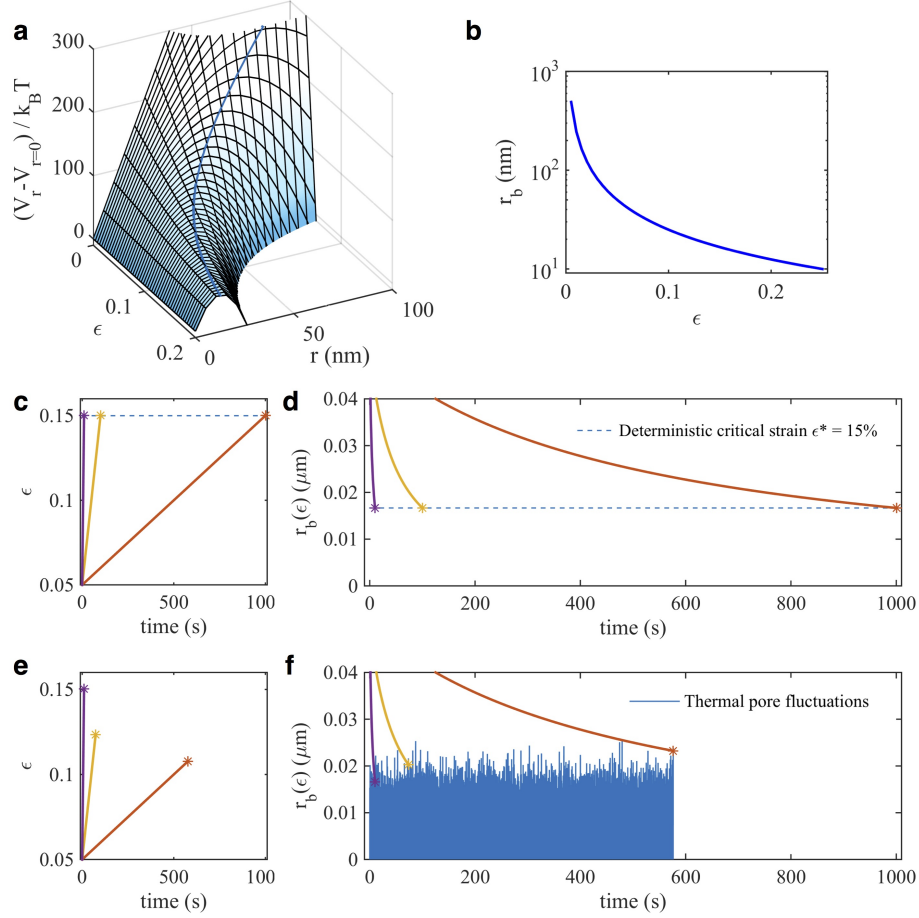 a
b
300
200
100
0
(V_r - V_{r=0}) / k_B T
0
0.1
0.2
ϵ
0
50
100
r (nm)
10^3
10^2
10^1
r_b (nm)
0
0.1
0.2
ϵ
c
d
0.15
0.1
0.05
ϵ
0
500
100
time (s)
0.04
0.03
0.02
0.01
0
r_b(ϵ) (μm)
Deterministic critical strain ϵ* = 15%
0
200
400
600
800
1000
time (s)
e
f
0.15
0.1
0.05
ϵ
0
500
100
time (s)
0.04
0.03
0.02
0.01
0
r_b(ϵ) (μm)
Thermal pore fluctuations
0
200
400
600
800
1000
time (s)